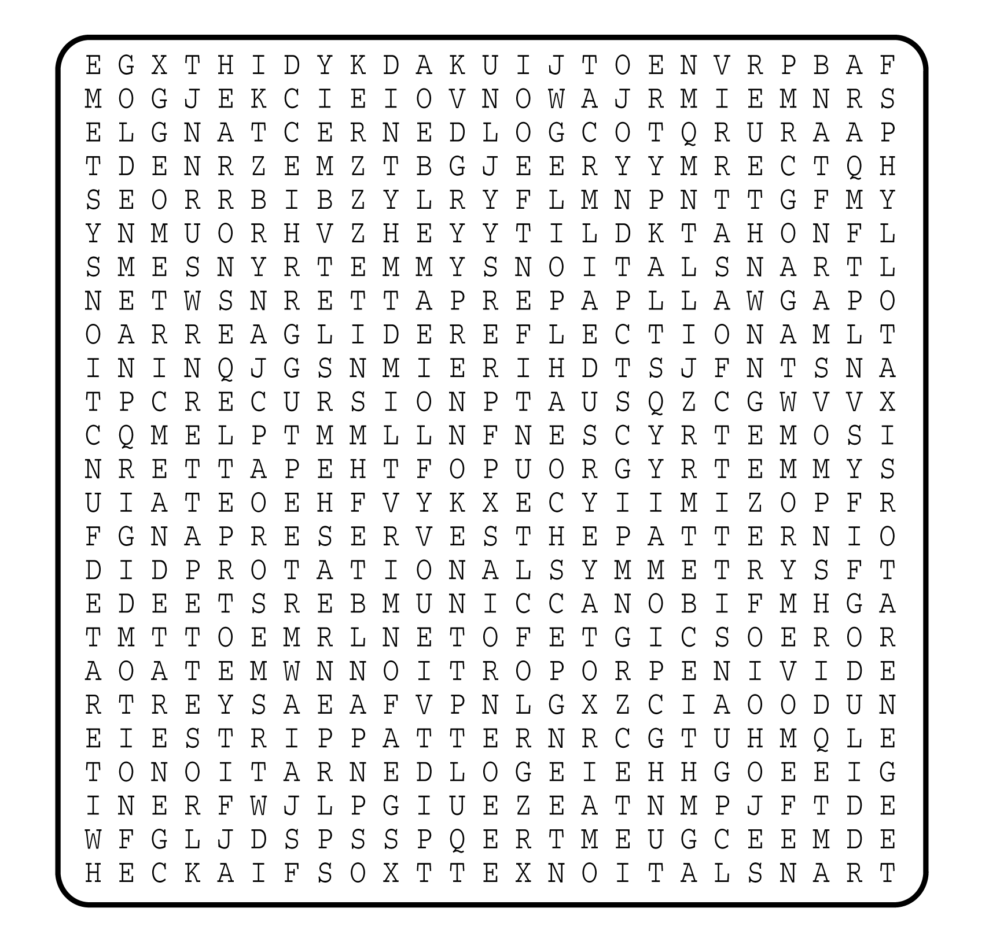 E G X T H I D Y K D A K U I J T O E N V R P B A F
M O G J E K C I E I O V N O W A J R M I E M N R S
E L G N A T C E R N E D L O G C O T Q R U R A A P
T D E N R Z E M Z T B G J E E R Y Y M R E C T Q H
S E O R R B I B Z Y L R Y F L M N P N T T G F M Y
Y N M U O R H V Z H E Y Y T I L D K T A H O N F L
S M E S N Y R T E M M Y S N O I T A L S N A R T L
N E T W S N R E T T A P R E P A P L L A W G A P O
O A R R E A G L I D E R E F L E C T I O N A M L T
I N I N Q J G S N M I E R I H D T S J F N T S N A
T P C R E C U R S I O N P T A U S Q Z C G W V V X
C Q M E L P T M M L L N F N E S C Y R T E M O S I
N R E T T A P E H T F O P U O R G Y R T E M M Y S
U I A T E O E H F V Y K X E C Y I I M I Z O P F R
F G N A P R E S E R V E S T H E P A T T E R N I O
D I D P R O T A T I O N A L S Y M M E T R Y S F T
E D E E T S R E B M U N I C C A N O B I F M H G A
T M T T O E M R L N E T O F E T G I C S O E R O R
A O A T E M W N N O I T R O P O R P E N I V I D E
R T R E Y S A E A F V P N L G X Z C I A O O D U N
E I E S T R I P P A T T E R N R C G T U H M Q L E
T O N O I T A R N E D L O G E I E H H G O E E I G
I N E R F W J L P G I U E Z E A T N M P J F T D E
W F G L J D S P S S P Q E R T M E U G C E E M D E
H E C K A I F S O X T T E X N O I T A L S N A R T